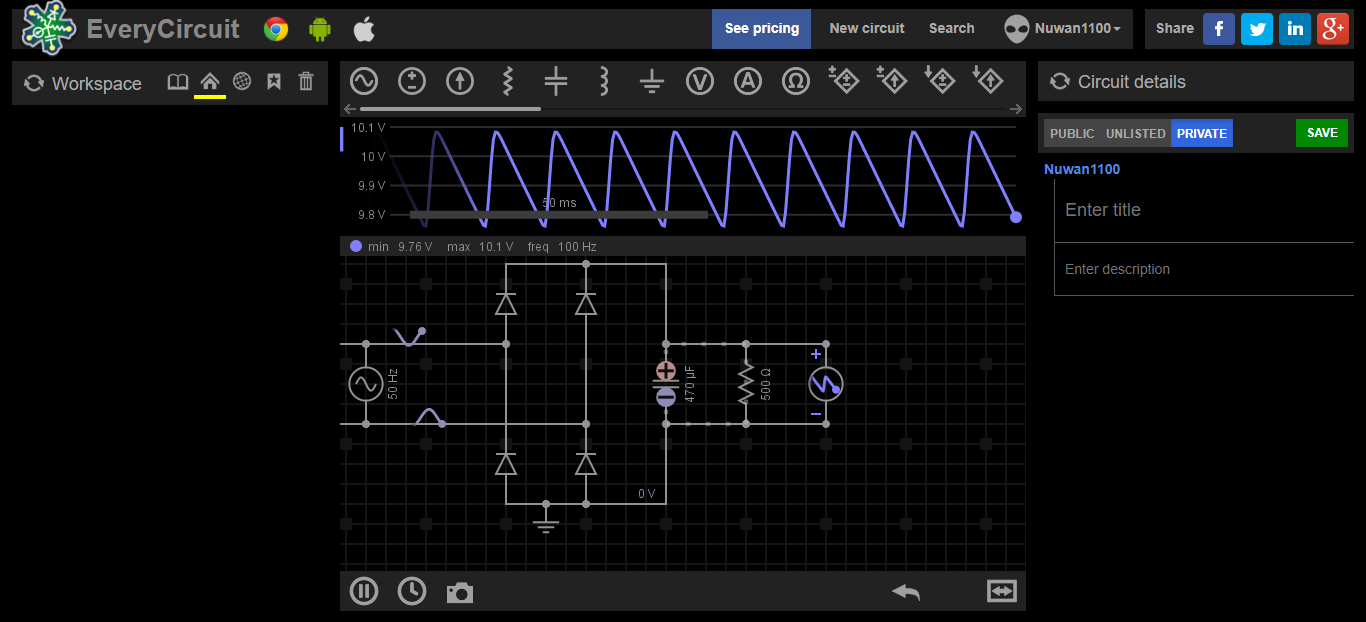 EveryCircuit
See pricing
New circuit
Search
Nuwan1100
Share
f
in
g+
Workspace
V
A
Ω
Circuit details
10.1 V
10 V
9.9 V
9.8 V
50 ms
PUBLIC UNLISTED PRIVATE
SAVE
Nuwan1100
Enter title
Enter description
min 9.76 V max 10.1 V freq 100 Hz
50 Hz
470 µF
500 Ω
+
−
0 V